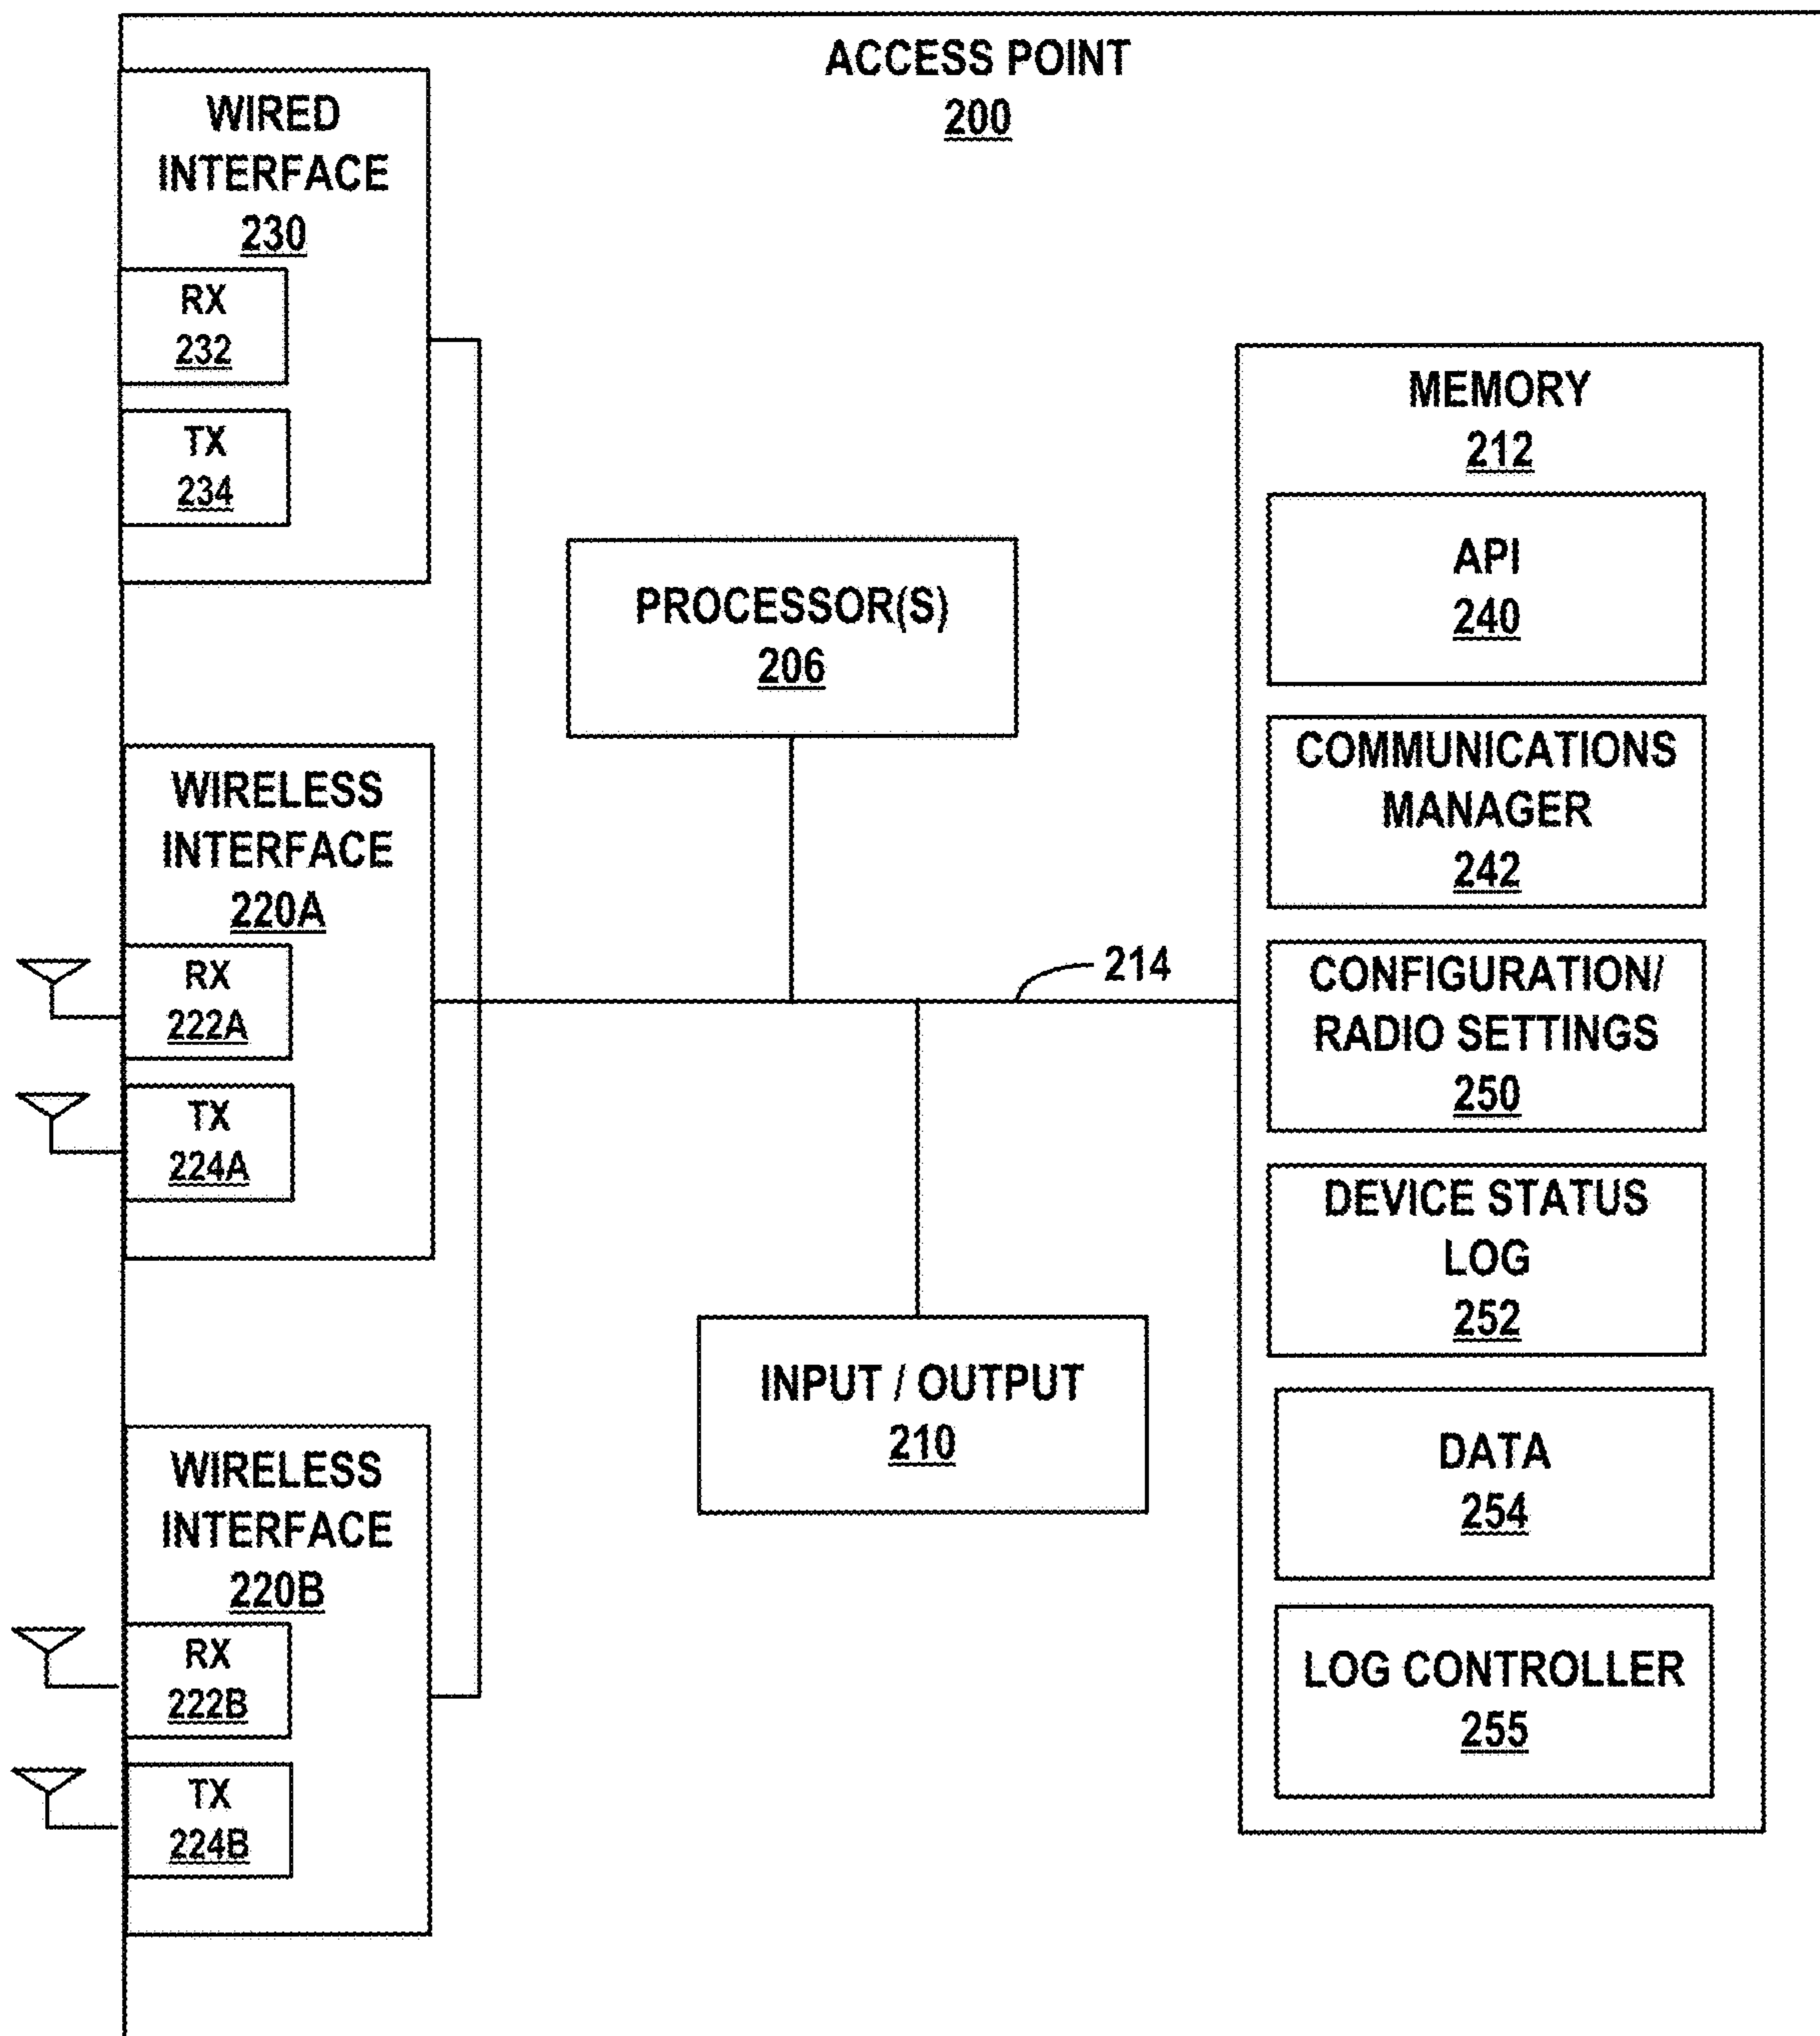 ACCESS POINT
200
WIRED
INTERFACE
230
RX
232
TX
234
WIRELESS
INTERFACE
220A
RX
222A
TX
224A
WIRELESS
INTERFACE
220B
RX
222B
TX
224B
PROCESSOR(S)
206
214
INPUT / OUTPUT
210
MEMORY
212
API
240
COMMUNICATIONS
MANAGER
242
CONFIGURATION/
RADIO SETTINGS
250
DEVICE STATUS
LOG
252
DATA
254
LOG CONTROLLER
255